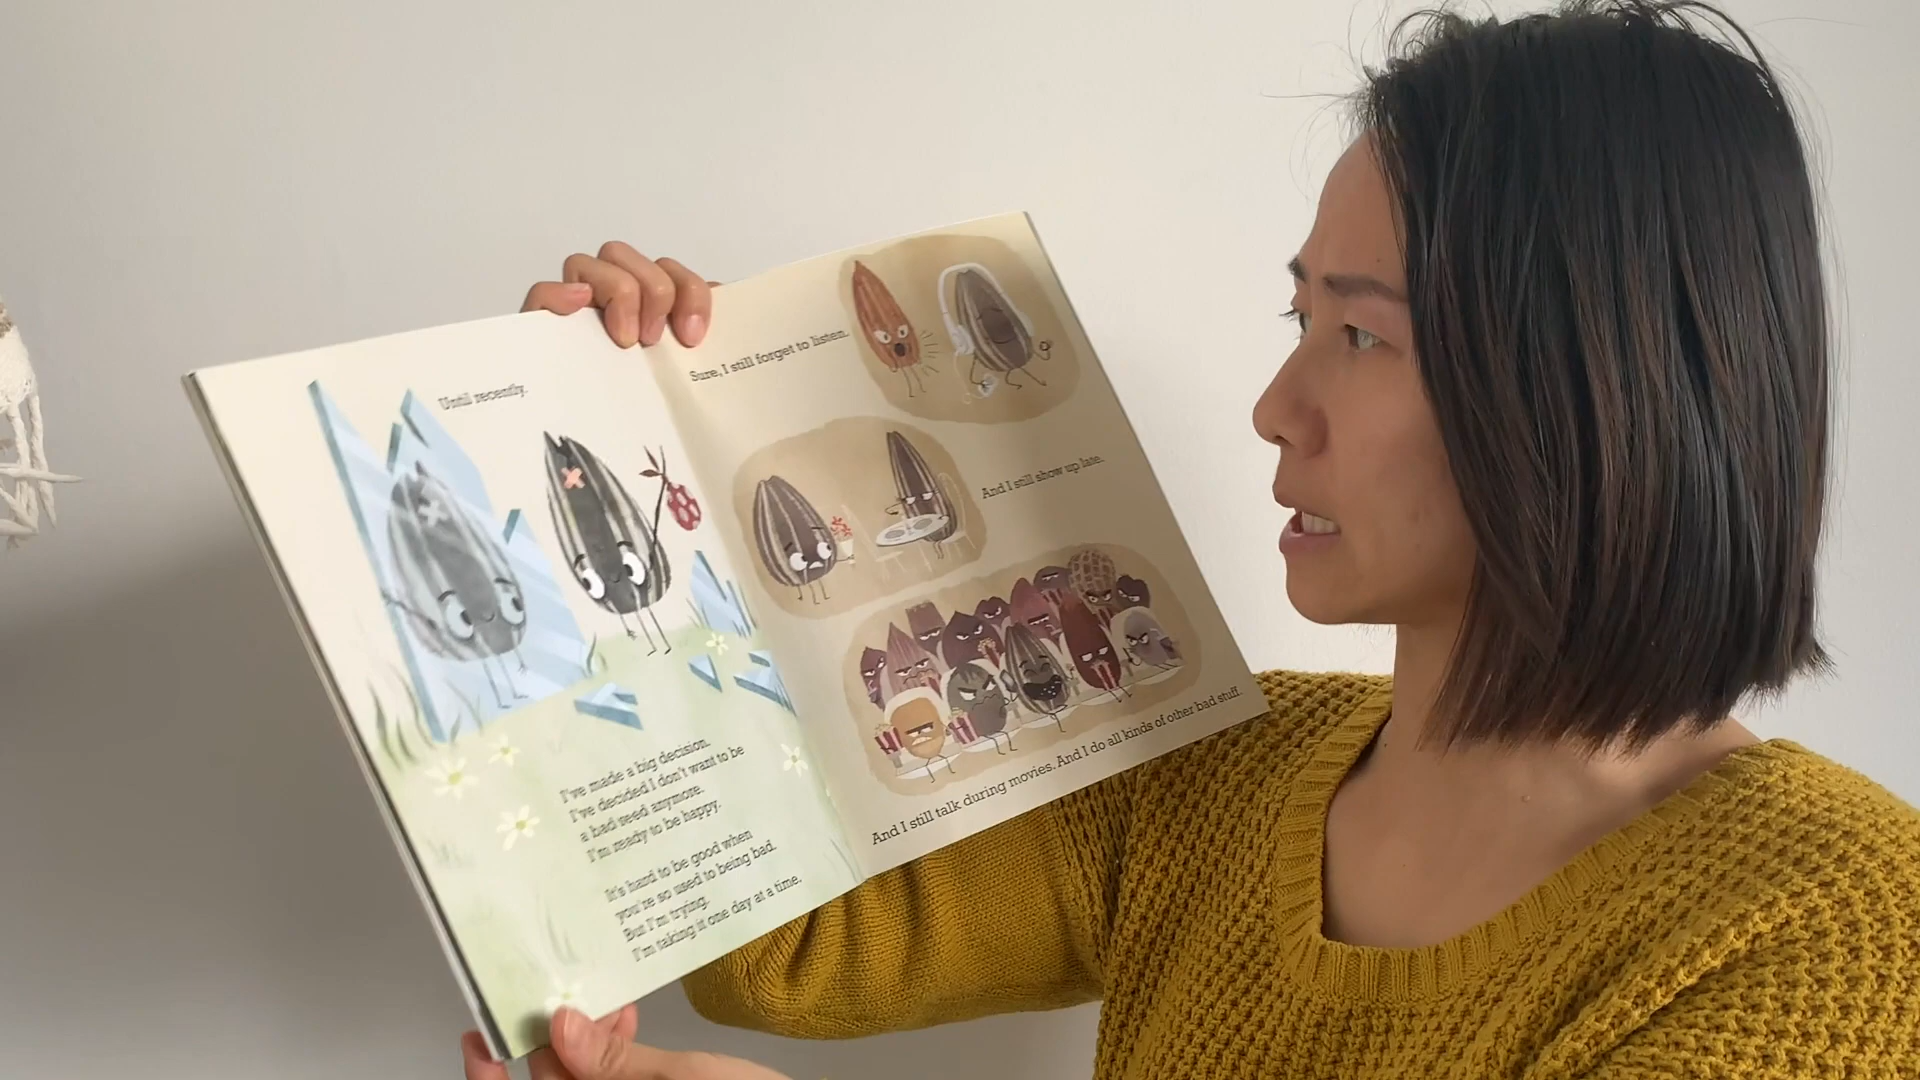 Until recently.
I've made a big decision.
I've decided I don't want to be
a bad seed anymore.
I'm ready to be happy.
It's hard to be good when
you're so used to being bad.
But I'm trying.
I'm taking it one day at a time.
Sure, I still forget to listen.
And I still show up late.
And I still talk during movies. And I do all kinds of other bad stuff.